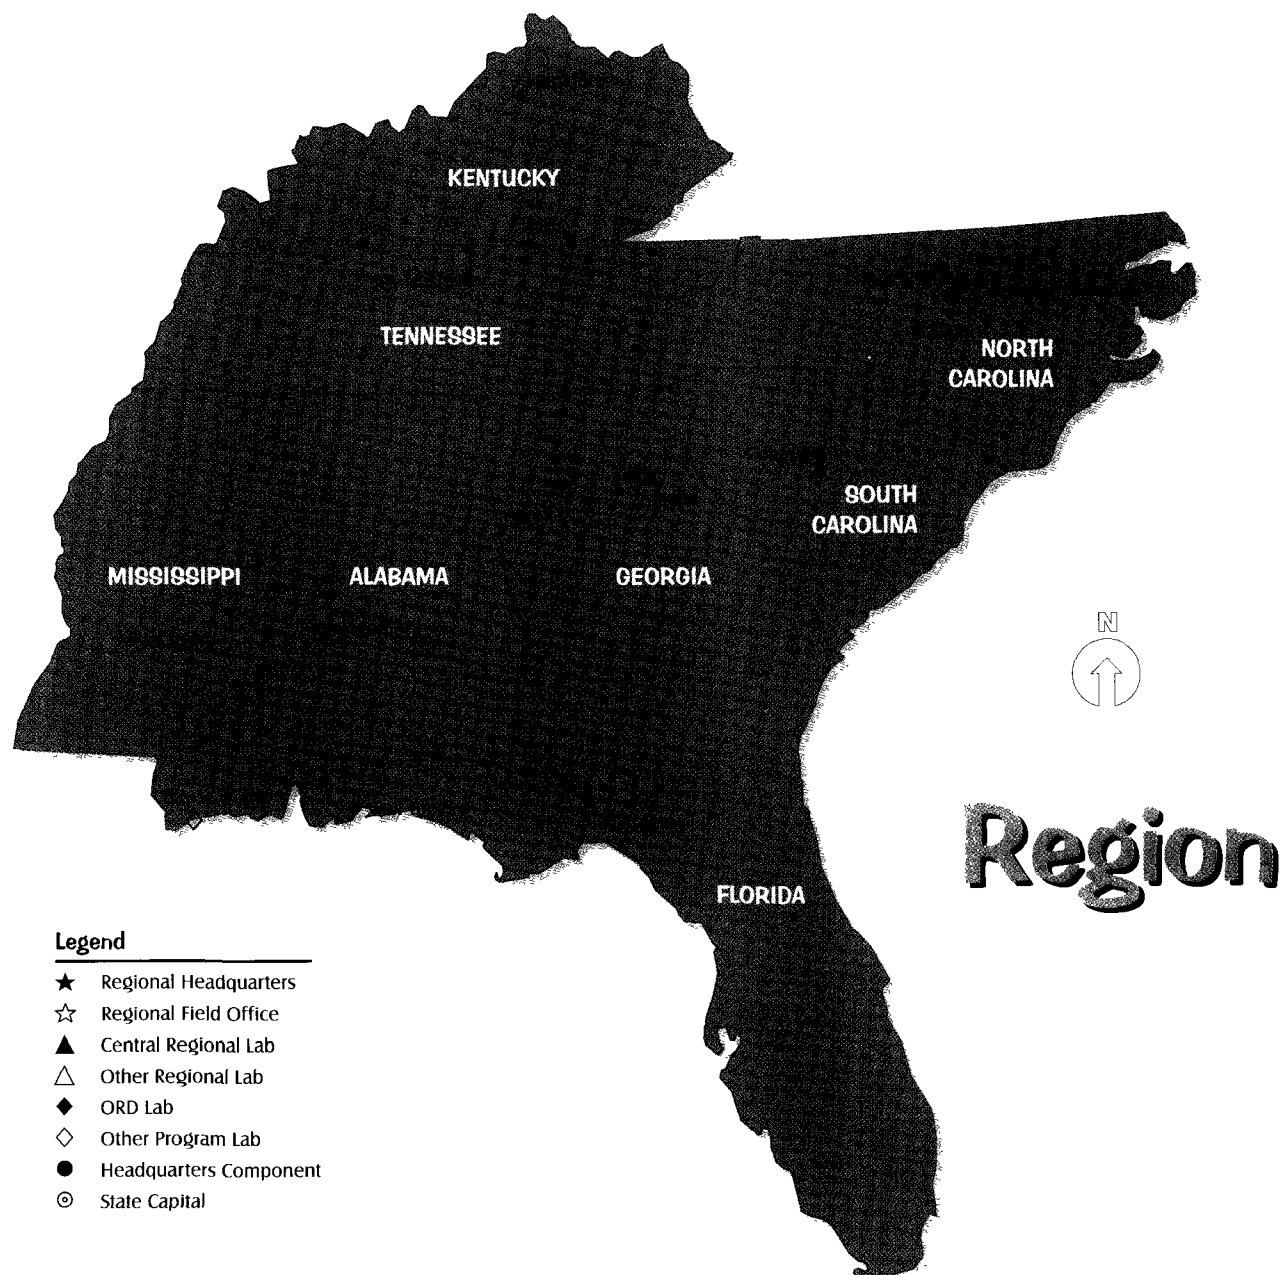 KENTUCKY
TENNESSEE
NORTH
CAROLINA
SOUTH
CAROLINA
MISSISSIPPI
ALABAMA
GEORGIA
N
Region
FLORIDA
Legend
Regional Headquarters
Regional Field Office
Central Regional Lab
Other Regional Lab
ORD Lab
Other Program Lab
Headquarters Component
State Capital